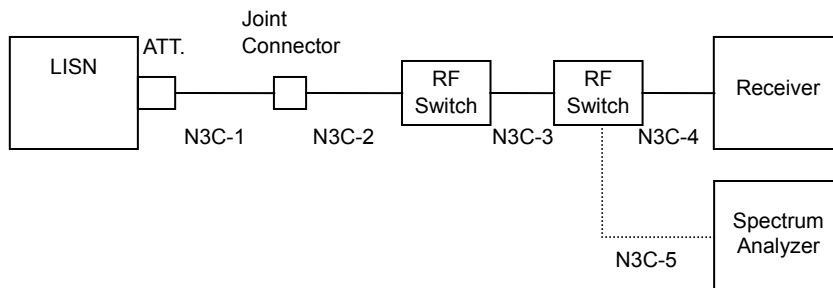 Joint
Connector
ATT.
LISN
RF
Switch
RF
Switch
Receiver
N3C-1
N3C-2
N3C-3
N3C-4
Spectrum
Analyzer
N3C-5